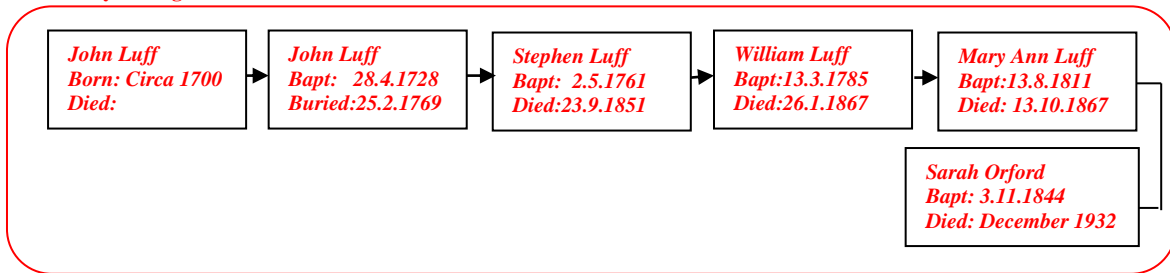 John Luff
Born: Circa 1700
Died:
John Luff
Bapt: 28.4.1728
Buried:25.2.1769
Stephen Luff
Bapt: 2.5.1761
Died:23.9.1851
William Luff
Bapt:13.3.1785
Died:26.1.1867
Mary Ann Luff
Bapt:13.8.1811
Died: 13.10.1867
Sarah Orford
Bapt: 3.11.1844
Died: December 1932